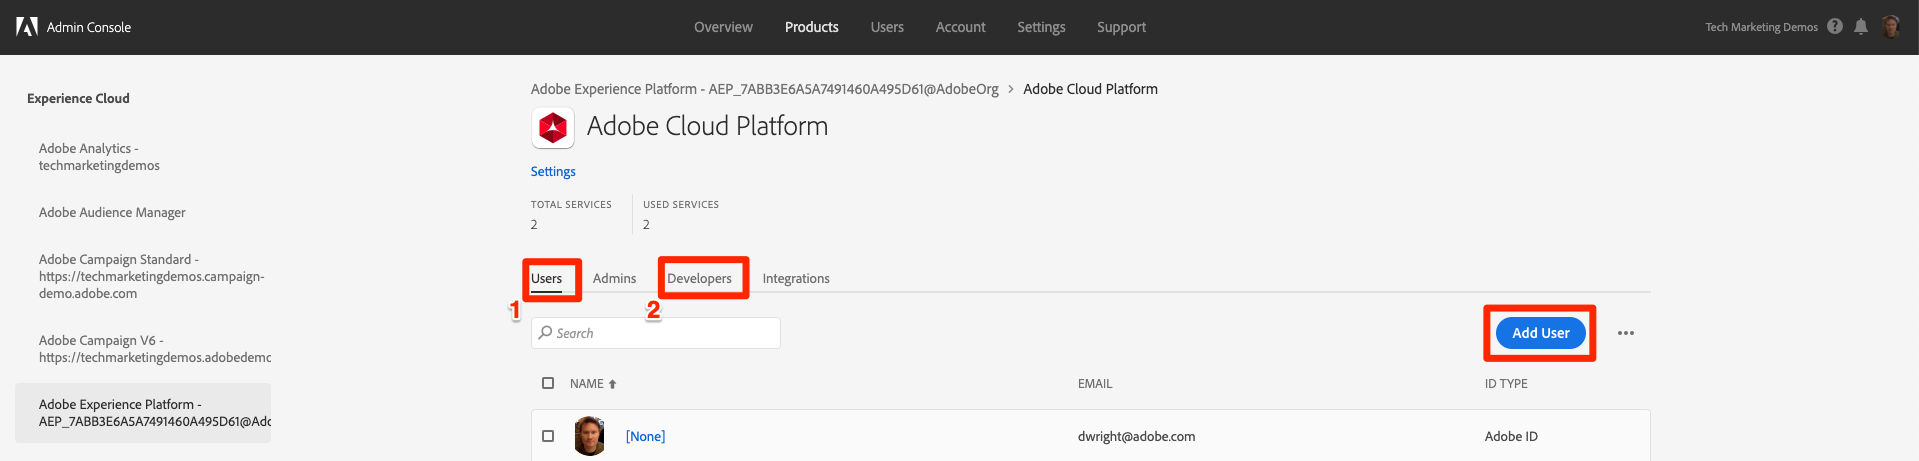 Admin Console
Overview Products Users Account Settings Support
Tech Marketing Demos
Experience Cloud
Adobe Analytics -
techmarketingdemos
Adobe Audience Manager
Adobe Campaign Standard -
https://techmarketingdemos.campaign-
demo.adobe.com
Adobe Campaign V6 -
https://techmarketingdemos.adobedemo
Adobe Experience Platform -
AEP_7ABB3E6A5A7491460A495D61@Adc
Adobe Experience Platform - AEP_7ABB3E6A5A7491460A495D61@AdobeOrg > Adobe Cloud Platform
Adobe Cloud Platform
Settings
TOTAL SERVICES USED SERVICES
2 2
Users Admins Developers Integrations
1 2
Search
Add User
NAME EMAIL ID TYPE
[None] dwright@adobe.com Adobe ID